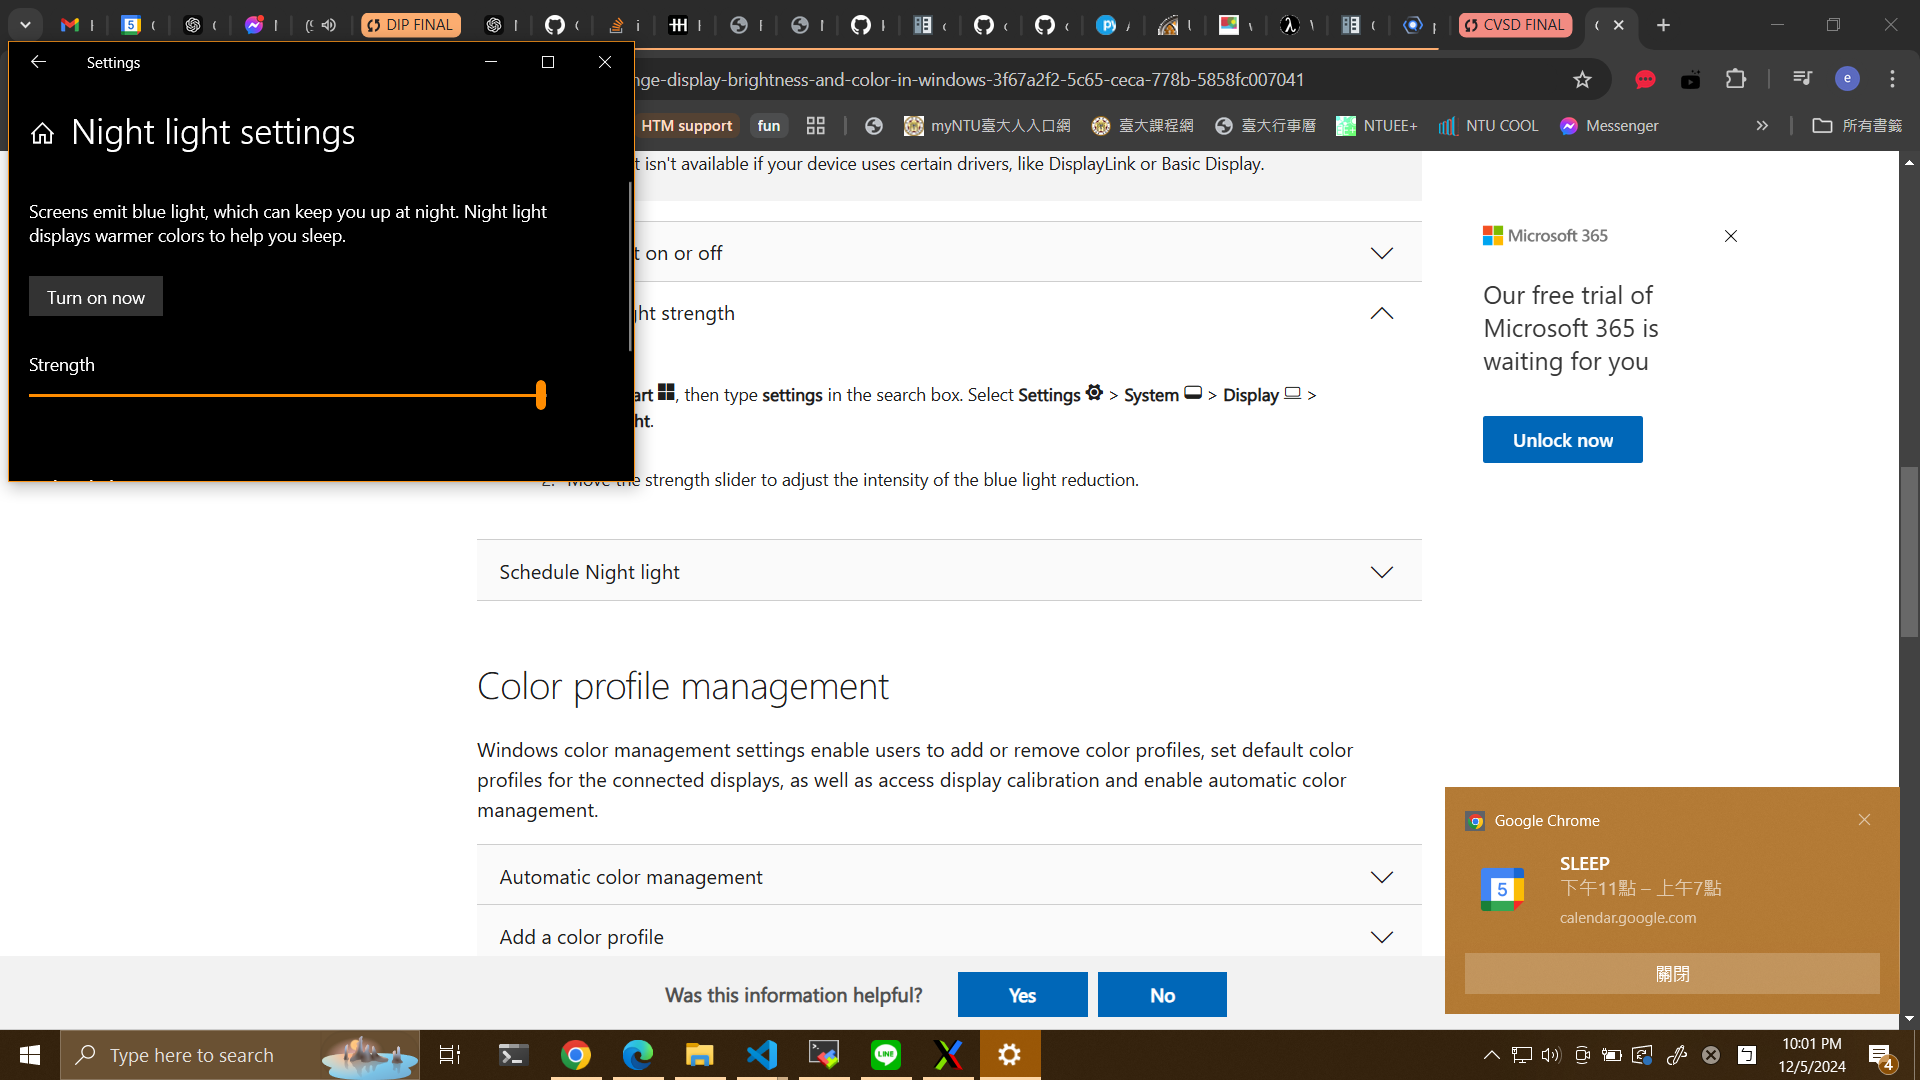 DIP FINAL
CVSD FINAL
Settings
nge-display-brightness-and-color-in-windows-3f67a2f2-5c65-ceca-778b-5858fc007041
e
HTM support
fun
myNTU臺大人入口網
臺大課程網
臺大行事曆
NTUEE+
NTU COOL
Messenger
所有書籤
Night light settings
Screens emit blue light, which can keep you up at night. Night light
displays warmer colors to help you sleep.
Turn on now
Strength
t isn't available if your device uses certain drivers, like DisplayLink or Basic Display.
t on or off
ght strength
art , then type settings in the search box. Select Settings > System > Display >
ht.
2. Move the strength slider to adjust the intensity of the blue light reduction.
Schedule Night light
Color profile management
Windows color management settings enable users to add or remove color profiles, set default color
profiles for the connected displays, as well as access display calibration and enable automatic color
management.
Automatic color management
Add a color profile
Was this information helpful?
Yes
No
Microsoft 365
Our free trial of
Microsoft 365 is
waiting for you
Unlock now
Google Chrome
SLEEP
下午11點 – 上午7點
calendar.google.com
關閉
Type here to search
10:01 PM
12/5/2024
4